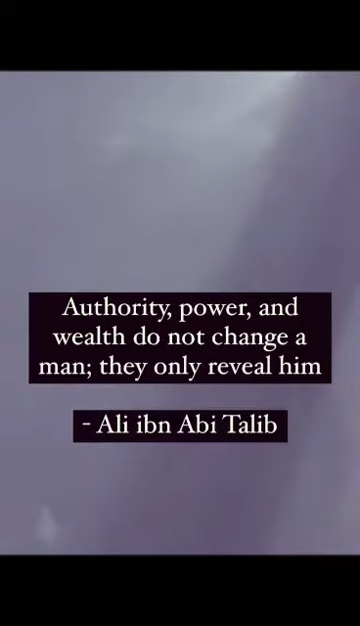 Authority, power, and
wealth do not change a
man; they only reveal him
- Ali ibn Abi Talib